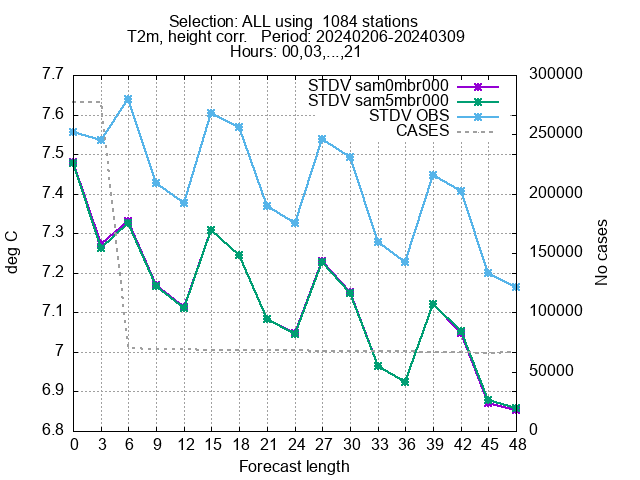 Selection: ALL using  1084 stations
T2m, height corr.   Period: 20240206-20240309
Hours: 00,03,...,21
STDV sam0mbr000
STDV sam5mbr000
STDV OBS
CASES
deg C
7.7
7.6
7.5
7.4
7.3
7.2
7.1
7
6.9
6.8
300000
250000
200000
150000
100000
50000
0
No cases
0 3 6 9 12 15 18 21 24 27 30 33 36 39 42 45 48
Forecast length